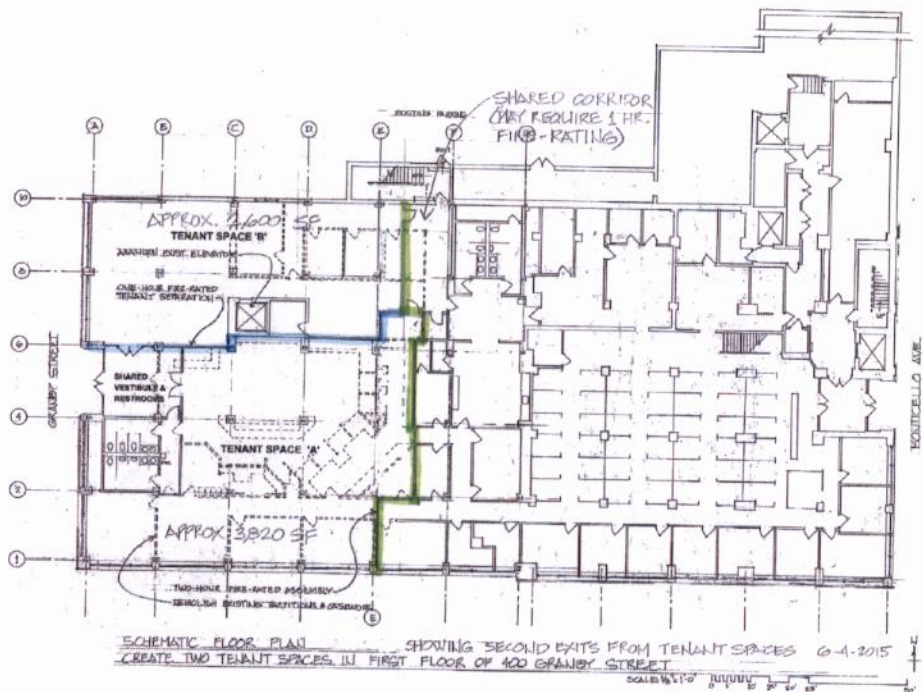 SHARED CORRIDOR
(MAY REQUIRE 1 HR.
FIRE-RATING)
A
B
C
D
E
F
10
APPROX. 2,600 SF
TENANT SPACE 'B'
8
ABANDON EXIST. ELEVATOR
ONE-HOUR FIRE-RATED
TENANT SEPARATION
6
GRANBY STREET
SHARED
VESTIBULE &
RESTROOMS
MONTICELLO AVE.
4
TENANT SPACE 'A'
2
APPROX. 3,820 SF
1
TWO-HOUR FIRE-RATED ASSEMBLY
DEMOLISH EXISTING PARTITIONS & CASEWORK
E
SCHEMATIC FLOOR PLAN SHOWING SECOND EXITS FROM TENANT SPACES 6-4-2015
CREATE TWO TENANT SPACES IN FIRST FLOOR OF 400 GRANBY STREET